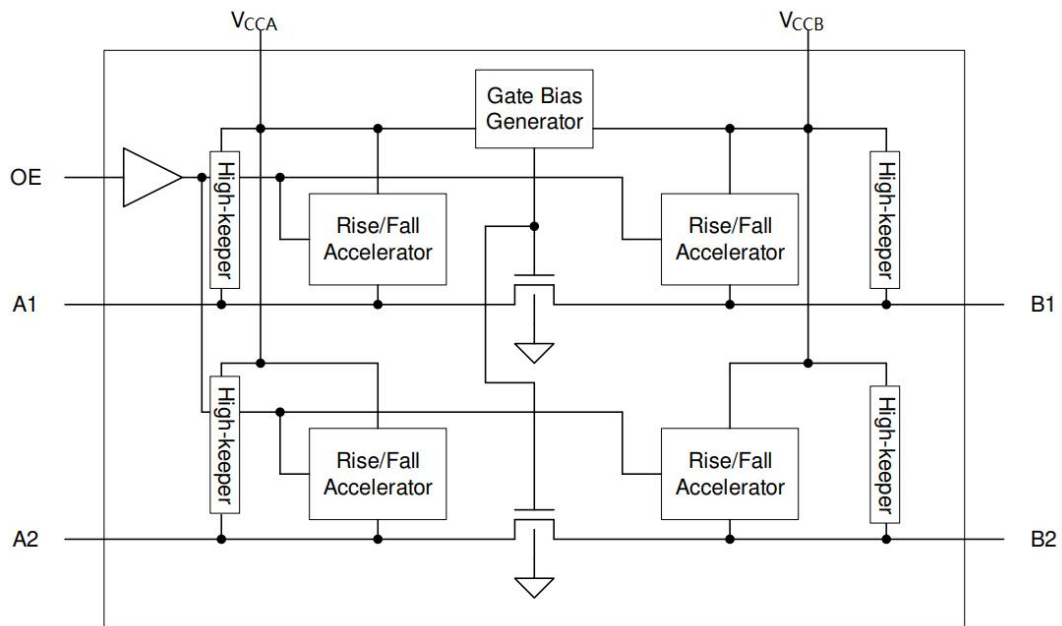 VCCA
VCCB
Gate Bias
Generator
OE
High-keeper
Rise/Fall
Accelerator
Rise/Fall
Accelerator
High-keeper
A1
B1
High-keeper
Rise/Fall
Accelerator
Rise/Fall
Accelerator
High-keeper
A2
B2